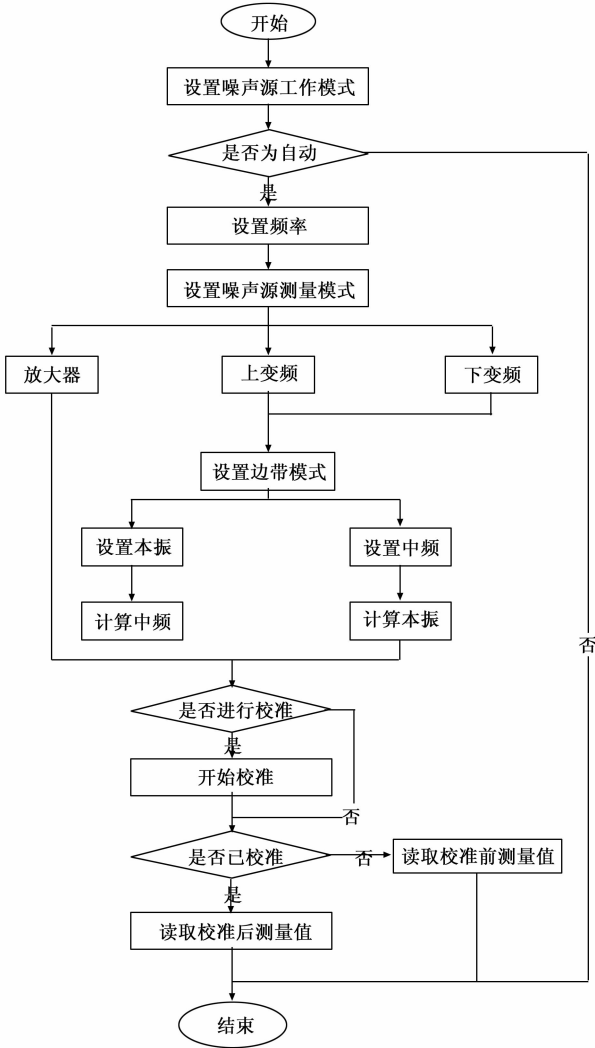 开始
设置噪声源工作模式
是否为自动
是
设置频率
设置噪声源测量模式
放大器
上变频
下变频
设置边带模式
设置本振
设置中频
计算中频
计算本振
否
是否进行校准
是
开始校准
否
是否已校准
否
读取校准前测量值
是
读取校准后测量值
结束